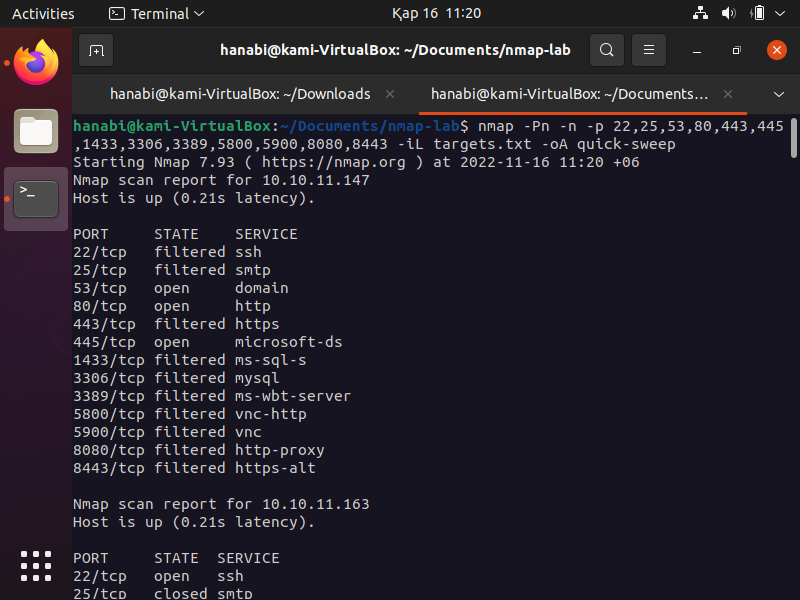 Activities Terminal Қар 16 11:20
hanabi@kami-VirtualBox: ~/Documents/nmap-lab
hanabi@kami-VirtualBox: ~/Downloads hanabi@kami-VirtualBox: ~/Documents...
hanabi@kami-VirtualBox:~/Documents/nmap-lab$ nmap -Pn -n -p 22,25,53,80,443,445
,1433,3306,3389,5800,5900,8080,8443 -iL targets.txt -oA quick-sweep
Starting Nmap 7.93 ( https://nmap.org ) at 2022-11-16 11:20 +06
Nmap scan report for 10.10.11.147
Host is up (0.21s latency).
PORT STATE SERVICE
22/tcp filtered ssh
25/tcp filtered smtp
53/tcp open domain
80/tcp open http
443/tcp filtered https
445/tcp open microsoft-ds
1433/tcp filtered ms-sql-s
3306/tcp filtered mysql
3389/tcp filtered ms-wbt-server
5800/tcp filtered vnc-http
5900/tcp filtered vnc
8080/tcp filtered http-proxy
8443/tcp filtered https-alt
Nmap scan report for 10.10.11.163
Host is up (0.21s latency).
PORT STATE SERVICE
22/tcp open ssh
25/tcp closed smtp